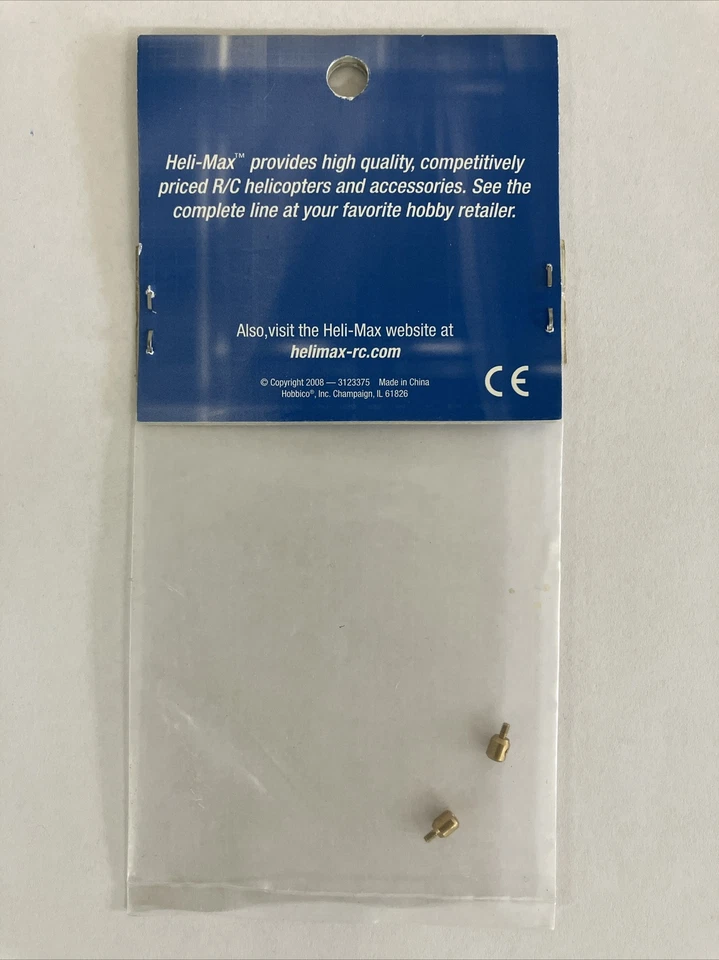 Heli-Max™ provides high quality, competitively
priced R/C helicopters and accessories. See the
complete line at your favorite hobby retailer.
Also,visit the Heli-Max website at
helimax-rc.com
© Copyright 2008 — 3123375 Made in China
Hobbico®, Inc. Champaign, IL 61826
CE